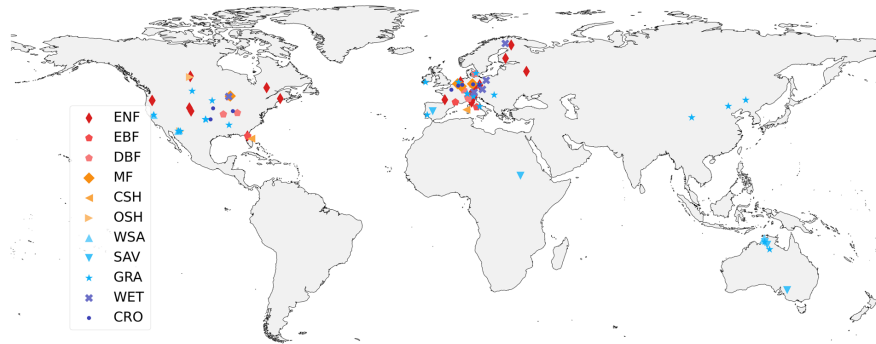 ENF
EBF
DBF
MF
CSH
OSH
WSA
SAV
GRA
WET
CRO